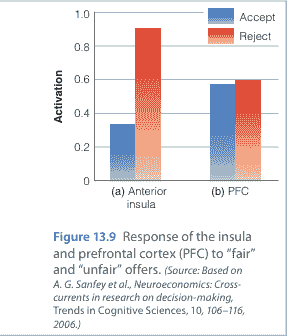 1.0
Accept
Reject
0.8
0.6
0.4
0.2
0
Activation
(a) Anterior
insula
(b) PFC
Figure 13.9 Response of the insula
and prefrontal cortex (PFC) to “fair”
and “unfair” offers. (Source: Based on
A. G. Sanfey et al., Neuroeconomics: Cross-
currents in research on decision-making,
Trends in Cognitive Sciences, 10, 106–116,
2006.)